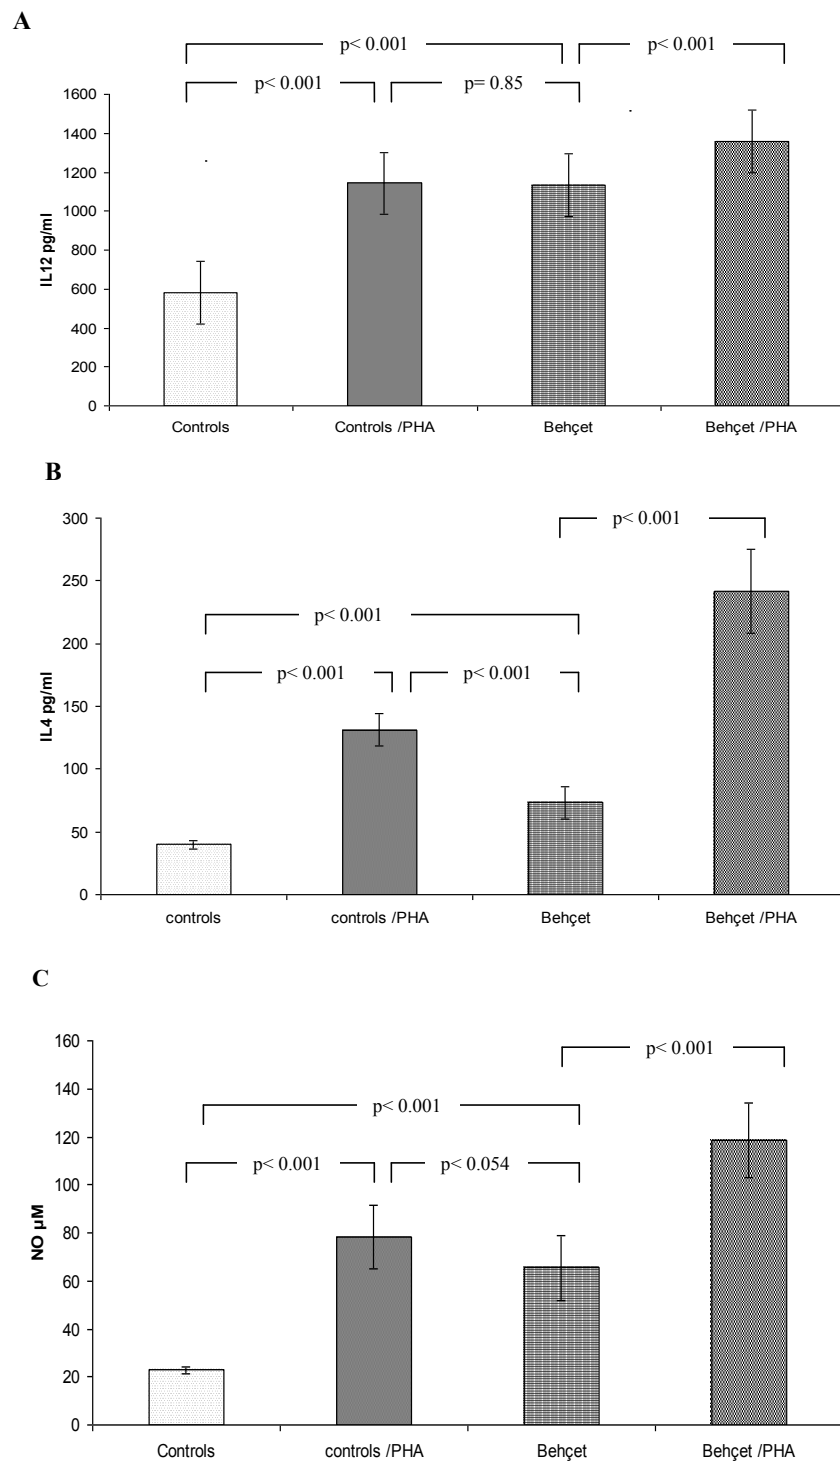 A
p< 0.001 p< 0.001
p< 0.001 p= 0.85
1600
1400
1200
1000
800
600
400
200
0
IL12 pg/ml
Controls Controls /PHA Behçet Behçet /PHA
B
300
250
200
150
100
50
0
IL4 pg/ml
p< 0.001
p< 0.001
p< 0.001 p< 0.001
controls controls /PHA Behçet Behçet /PHA
C
160
140
120
100
80
60
40
20
0
NO µM
p< 0.001
p< 0.001
p< 0.001 p< 0.054
Controls controls /PHA Behçet Behçet /PHA